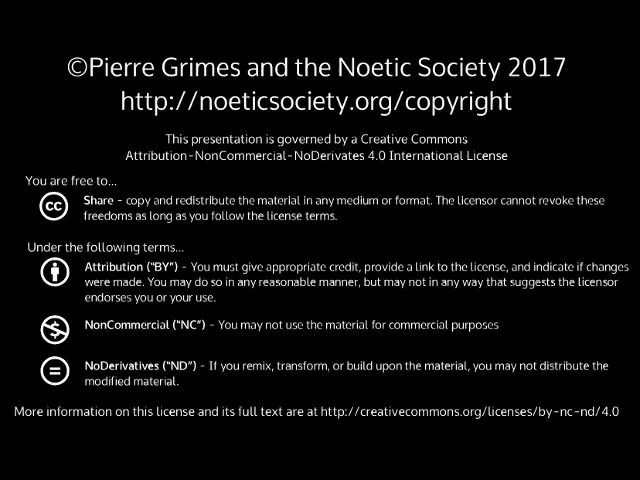 ©Pierre Grimes and the Noetic Society 2017
http://noeticsociety.org/copyright
This presentation is governed by a Creative Commons
Attribution-NonCommercial-NoDerivates 4.0 International License
You are free to...
cc
Share - copy and redistribute the material in any medium or format. The licensor cannot revoke these
freedoms as long as you follow the license terms.
Under the following terms...
Attribution ("BY") - You must give appropriate credit, provide a link to the license, and indicate if changes
were made. You may do so in any reasonable manner, but may not in any way that suggests the licensor
endorses you or your use.
NonCommercial ("NC") - You may not use the material for commercial purposes
NoDerivatives ("ND") - If you remix, transform, or build upon the material, you may not distribute the
modified material.
More information on this license and its full text are at http://creativecommons.org/licenses/by-nc-nd/4.0